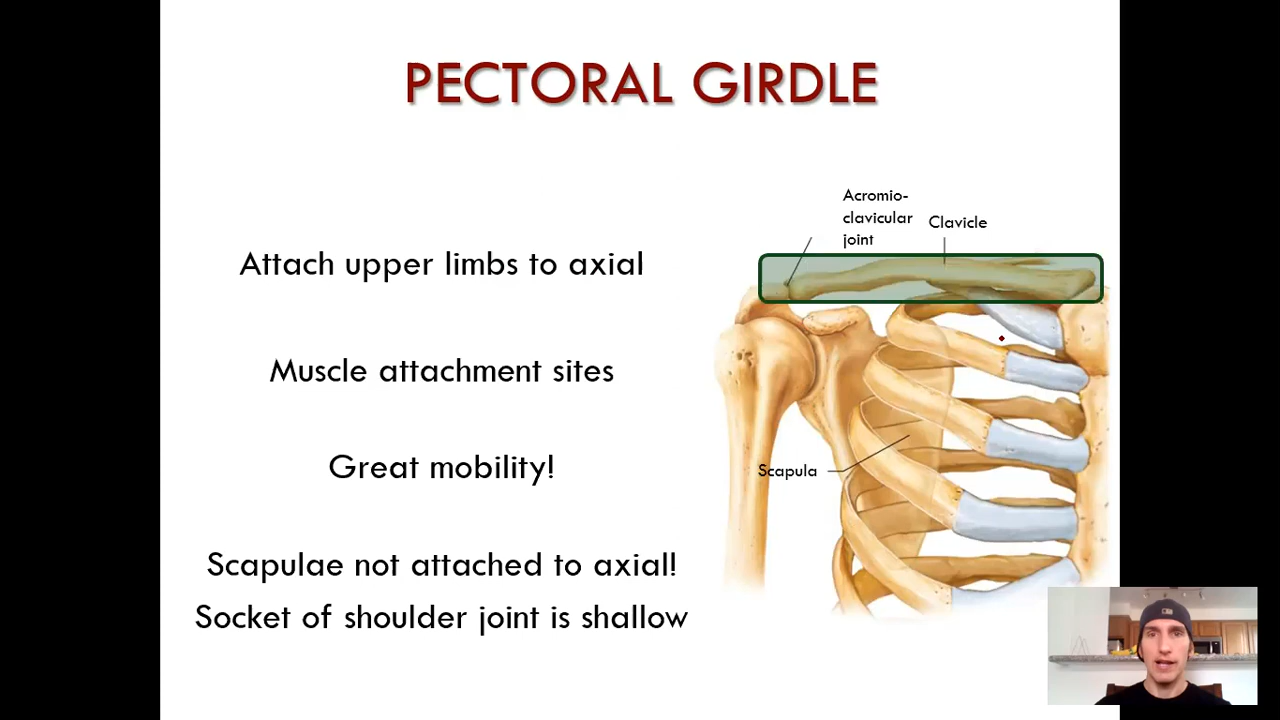 PECTORAL GIRDLE
Acromio-
clavicular
joint
Clavicle
Attach upper limbs to axial
Muscle attachment sites
Great mobility!
Scapula
Scapulae not attached to axial!
Socket of shoulder joint is shallow